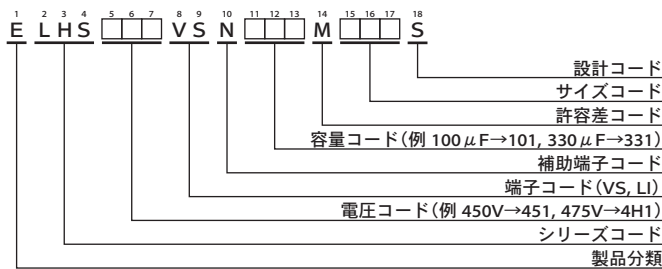 1 2 3 4 5 6 7 8 9 10 11 12 13 14 15 16 17 18
E LHS □□□ VS N □□□ M □□□ S
設計コード
サイズコード
許容差コード
容量コード(例 100μF→101, 330μF→331)
補助端子コード
端子コード(VS, LI)
電圧コード(例 450V→451, 475V→4H1)
シリーズコード
製品分類